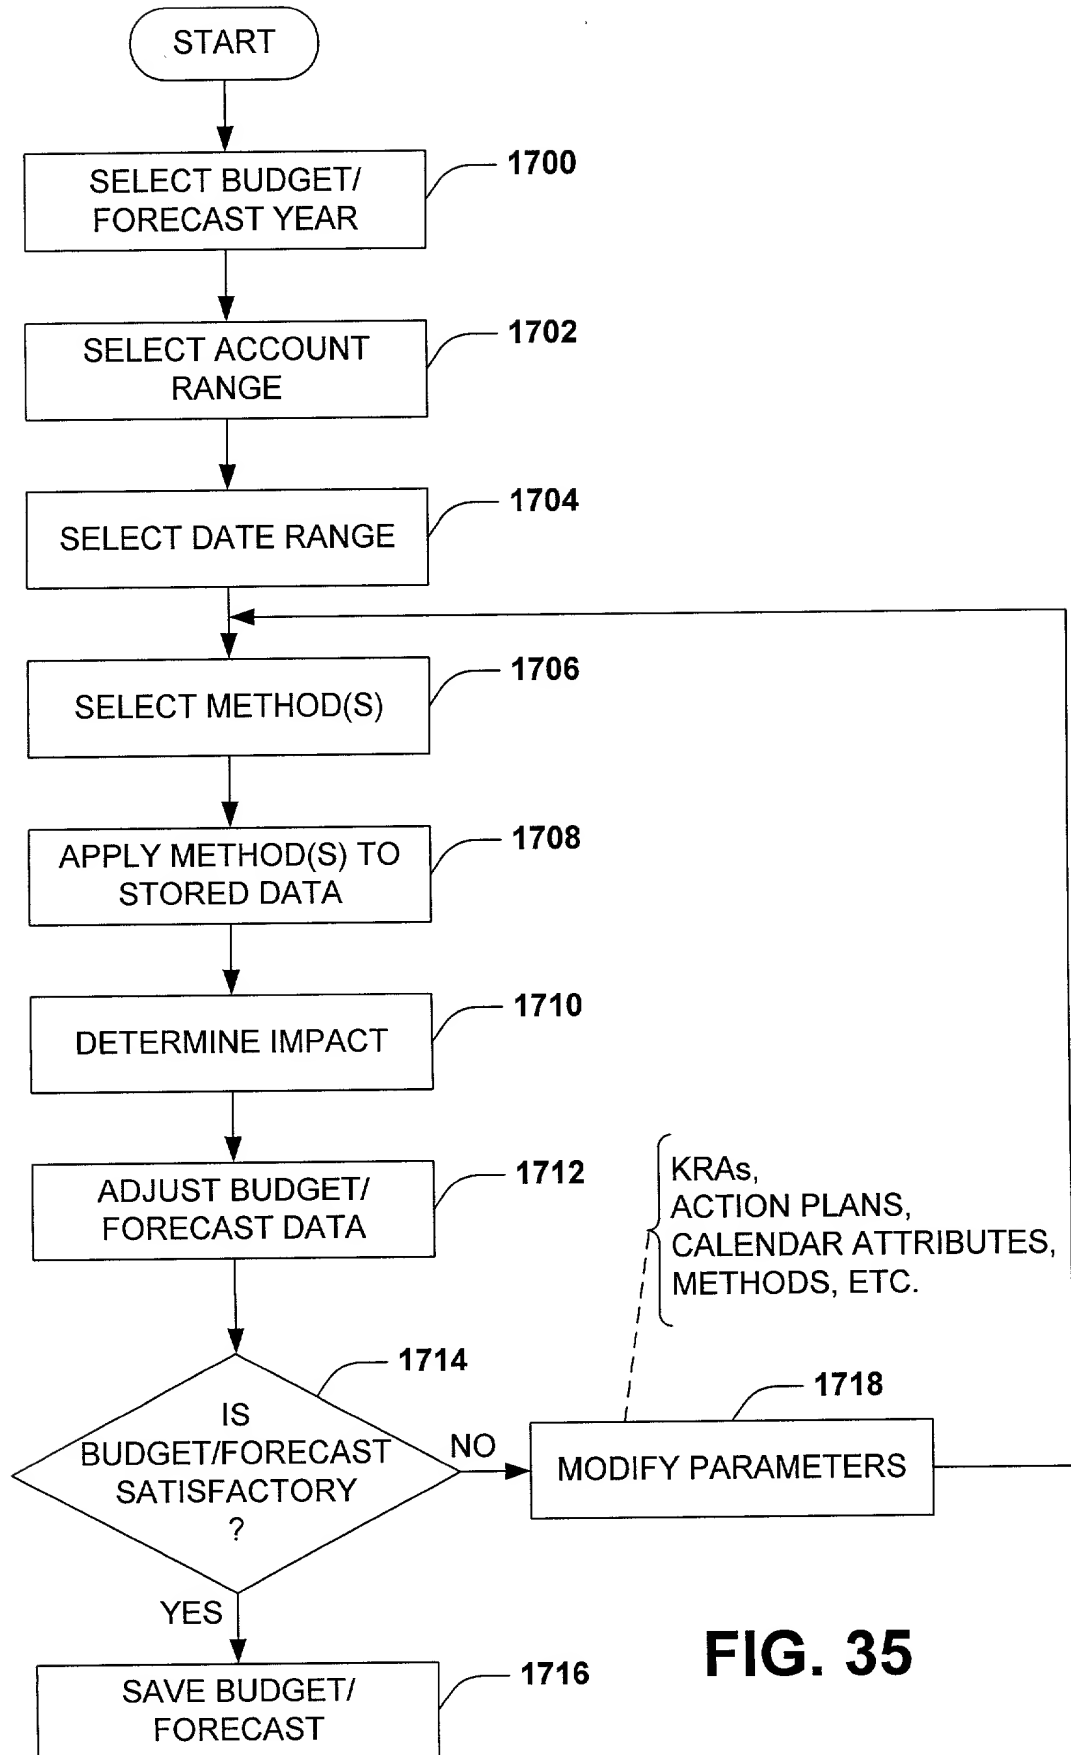 START
SELECT BUDGET/
FORECAST YEAR
1700
SELECT ACCOUNT
RANGE
1702
SELECT DATE RANGE
1704
SELECT METHOD(S)
1706
APPLY METHOD(S) TO
STORED DATA
1708
DETERMINE IMPACT
1710
ADJUST BUDGET/
FORECAST DATA
1712
KRAs,
ACTION PLANS,
CALENDAR ATTRIBUTES,
METHODS, ETC.
IS
BUDGET/FORECAST
SATISFACTORY
?
1714
NO
MODIFY PARAMETERS
1718
YES
SAVE BUDGET/
FORECAST
1716
FIG. 35